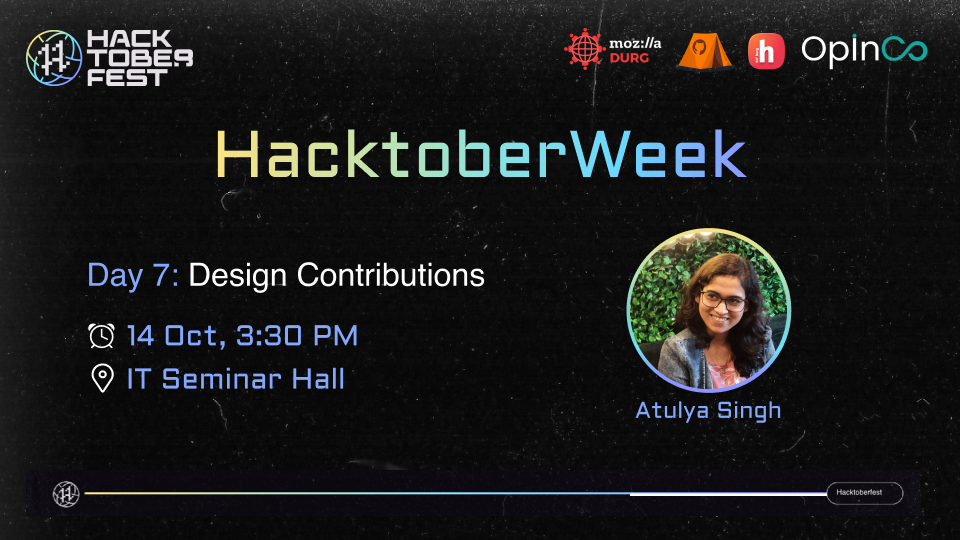 HACK
TOBER
FEST
moz://a
DURG
h
OpinCo
HacktoberWeek
Day 7: Design Contributions
14 Oct, 3:30 PM
IT Seminar Hall
Atulya Singh
Hacktoberfest